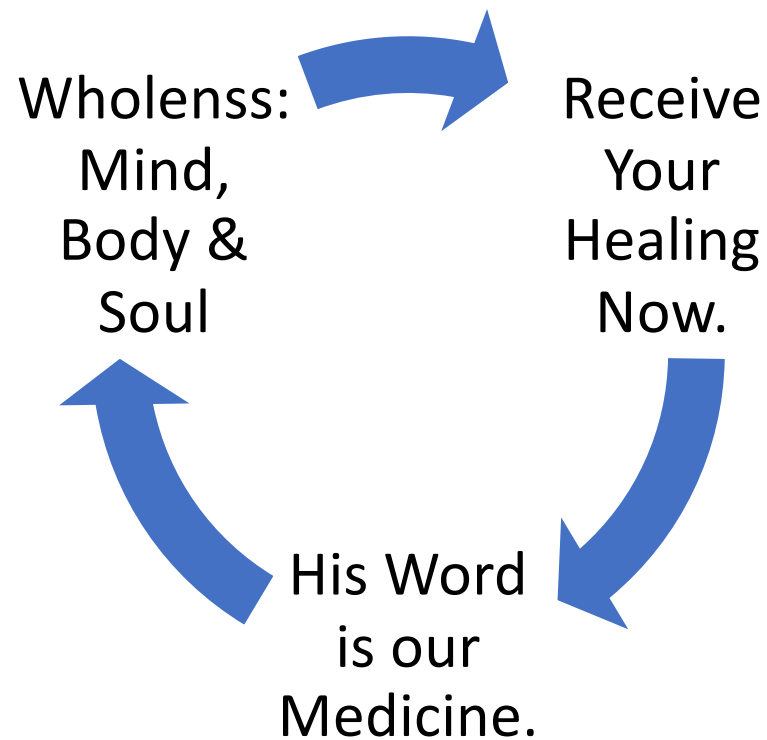 Wholenss:
Mind,
Body &
Soul
Receive
Your
Healing
Now.
His Word
is our
Medicine.